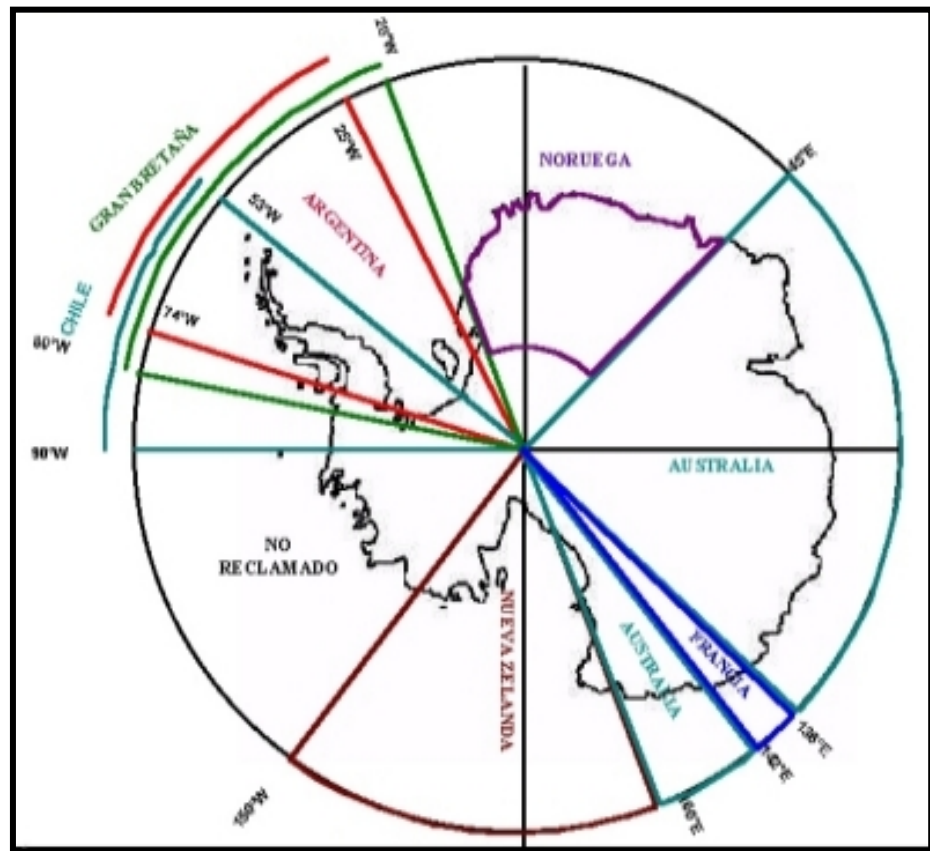 20°W
GRAN BRETAÑA
25°W
NORUEGA
45°E
53°W
ARGENTINA
CHILE
74°W
80°W
90°W
AUSTRALIA
NO
RECLAMADO
NUEVA ZELANDA
AUSTRALIA
FRANCIA
136°E
142°E
150°W
160°E